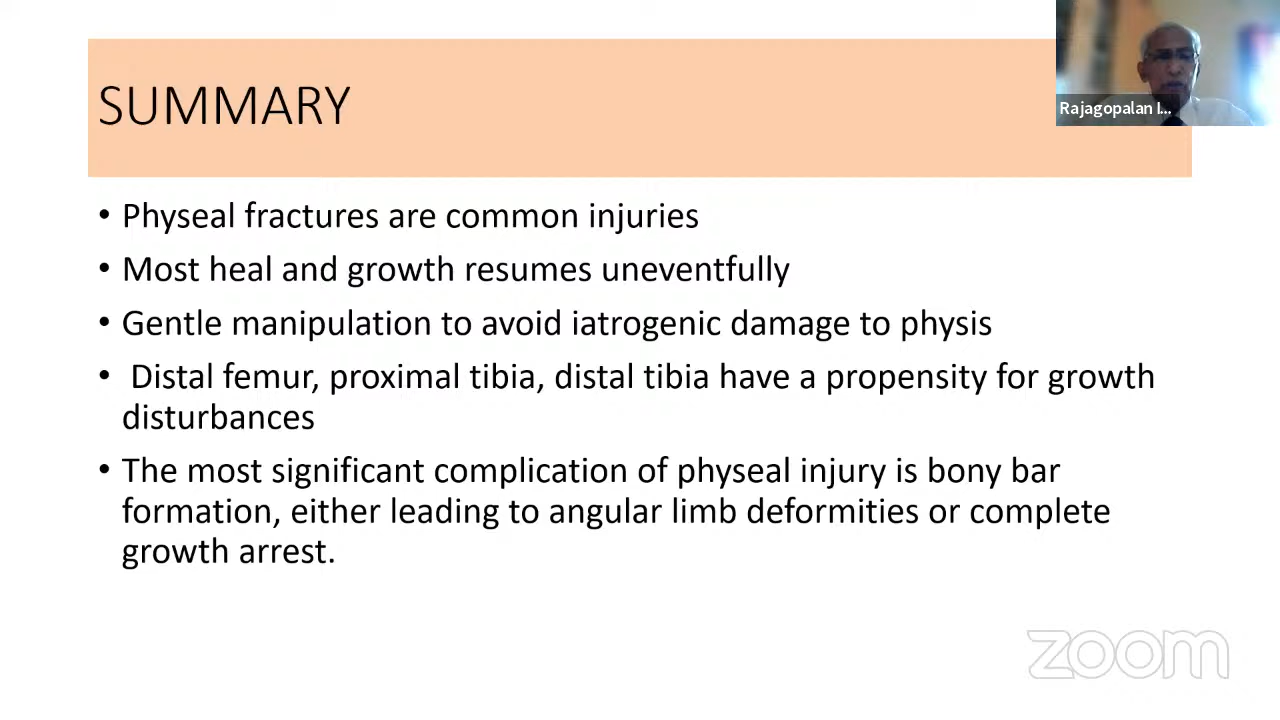 SUMMARY
Rajagopalan I...
• Physeal fractures are common injuries
• Most heal and growth resumes uneventfully
• Gentle manipulation to avoid iatrogenic damage to physis
• Distal femur, proximal tibia, distal tibia have a propensity for growth
disturbances
• The most significant complication of physeal injury is bony bar
formation, either leading to angular limb deformities or complete
growth arrest.
zoom